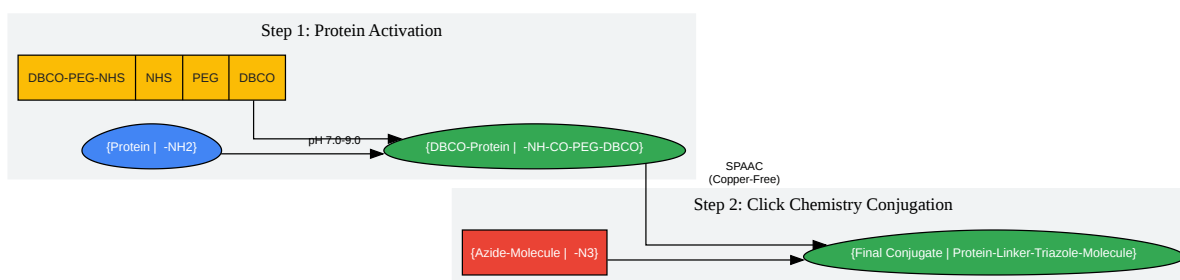 Step 1: Protein Activation
DBCO-PEG-NHS
NHS
PEG
DBCO
pH 7.0-9.0
{Protein | -NH2}
{DBCO-Protein | -NH-CO-PEG-DBCO}
SPAAC
(Copper-Free)
Step 2: Click Chemistry Conjugation
{Azide-Molecule | -N3}
{Final Conjugate | Protein-Linker-Triazole-Molecule}